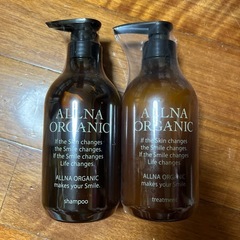 ALLNA
ORGANIC
If the Skin changes
the Smile changes.
If the Smile changes
Life changes.
ALLNA ORGANIC
makes your Smile.
shampoo
ALLNA
ORGANIC
If the Skin changes
the Smile changes.
If the Smile changes
Life changes.
ALLNA ORGANIC
makes your Smile.
treatment